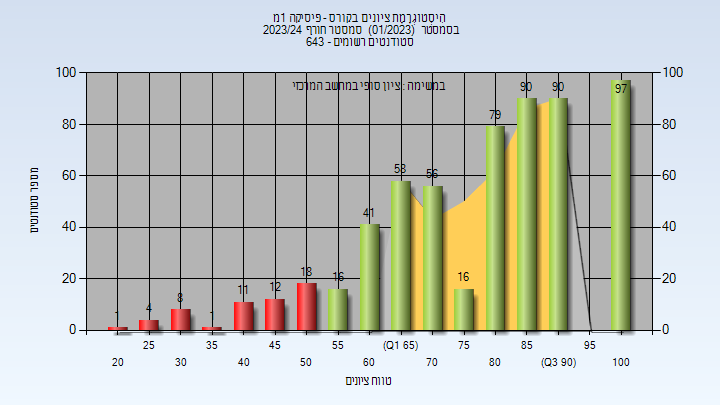 היסטוגרמת ציונים בקורס - פיסיקה 1מ
בסמסטר (01/2023) סמסטר חורף 2023/24
סטודנטים רשומים - 643
במשימה : ציון סופי במחשב המרכזי
מספר סטודנטים
100 100
80 80
60 60
40 40
20 20
0 0
1 4 8 1 11 12 18 16 41 58 56 16 79 90 90 97
25 35 45 55 (Q1 65) 75 85 95
20 30 40 50 60 70 80 (Q3 90) 100
טווח ציונים